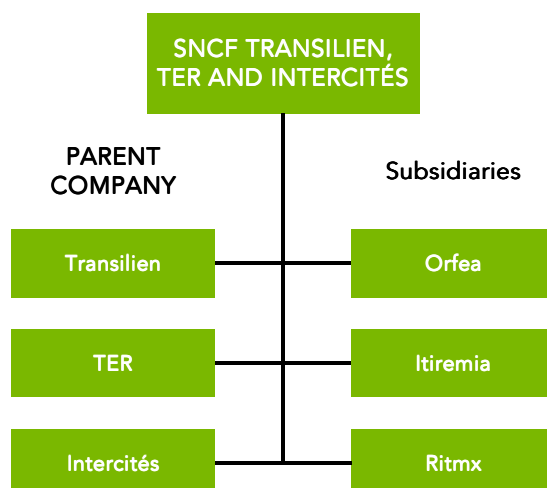 SNCF TRANSILIEN,
TER AND INTERCITÉS
PARENT
COMPANY
Subsidiaries
Transilien
Orfea
TER
Itiremia
Intercités
Ritmx